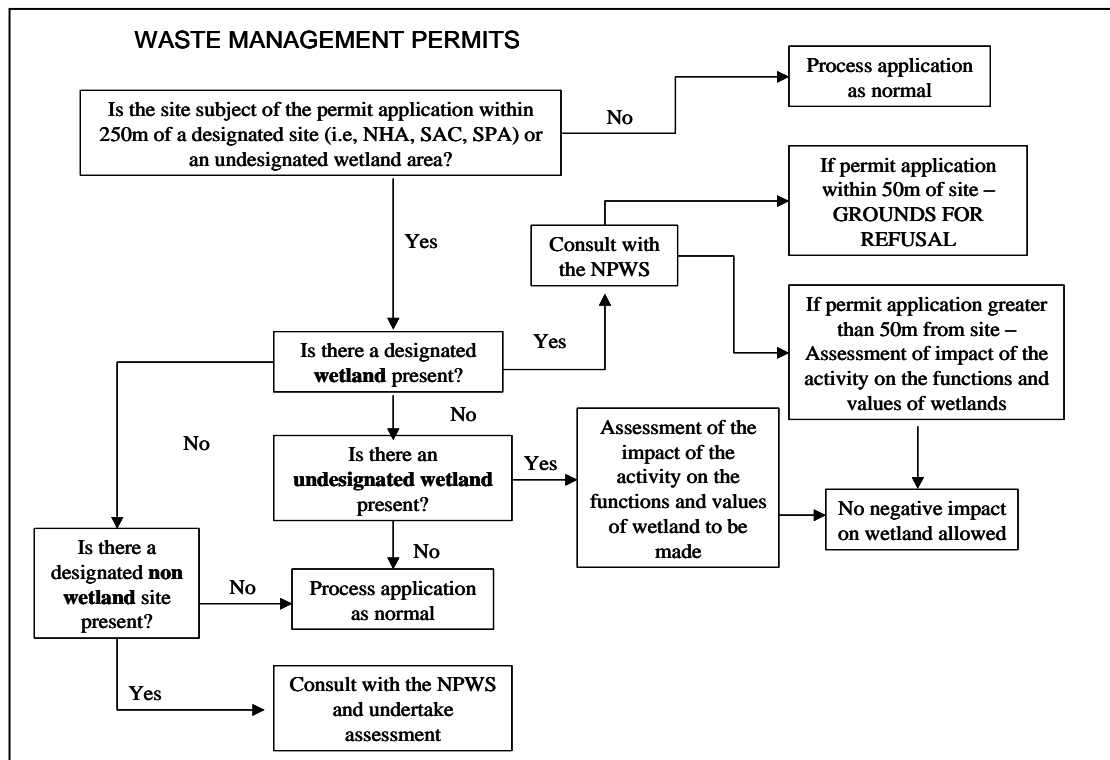 WASTE MANAGEMENT PERMITS
Process application
as normal
Is the site subject of the permit application within
250m of a designated site (i.e, NHA, SAC, SPA) or
an undesignated wetland area?
No
If permit application
within 50m of site –
GROUNDS FOR
REFUSAL
Yes
Consult with
the NPWS
If permit application greater
than 50m from site –
Assessment of impact of the
activity on the functions and
values of wetlands
Is there a designated
wetland present?
Yes
No
No
Is there an
undesignated wetland
present?
Yes
Assessment of the
impact of the
activity on the
functions and values
of wetland to be
made
No negative impact
on wetland allowed
No
Is there a
designated non
wetland site
present?
No
Process application
as normal
Yes
Consult with the NPWS
and undertake
assessment